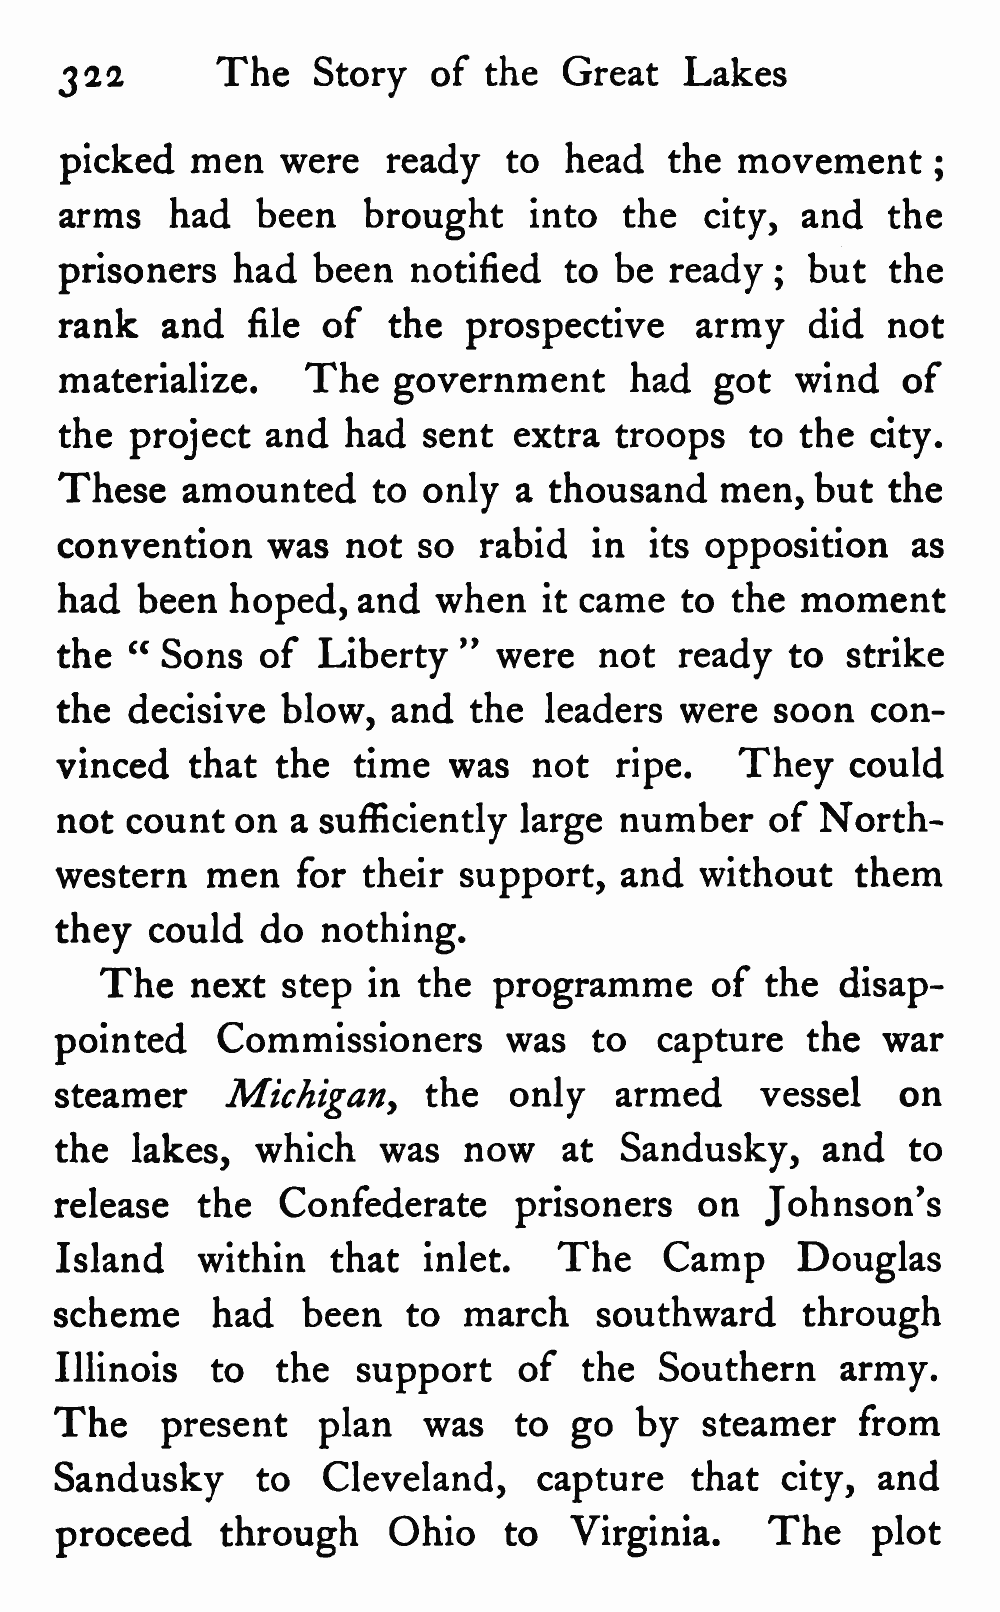 322 The Story of the Great Lakes
picked men were ready to head the movement ;
arms had been brought into the city, and the
prisoners had been notified to be ready ; but the
rank and file of the prospective army did not
materialize. The government had got wind of
the project and had sent extra troops to the city.
These amounted to only a thousand men, but the
convention was not so rabid in its opposition as
had been hoped, and when it came to the moment
the “ Sons of Liberty ” were not ready to strike
the decisive blow, and the leaders were soon con-
vinced that the time was not ripe. They could
not count on a sufficiently large number of North-
western men for their support, and without them
they could do nothing.
The next step in the programme of the disap-
pointed Commissioners was to capture the war
steamer Michigan, the only armed vessel on
the lakes, which was now at Sandusky, and to
release the Confederate prisoners on Johnson’s
Island within that inlet. The Camp Douglas
scheme had been to march southward through
Illinois to the support of the Southern army.
The present plan was to go by steamer from
Sandusky to Cleveland, capture that city, and
proceed through Ohio to Virginia. The plot